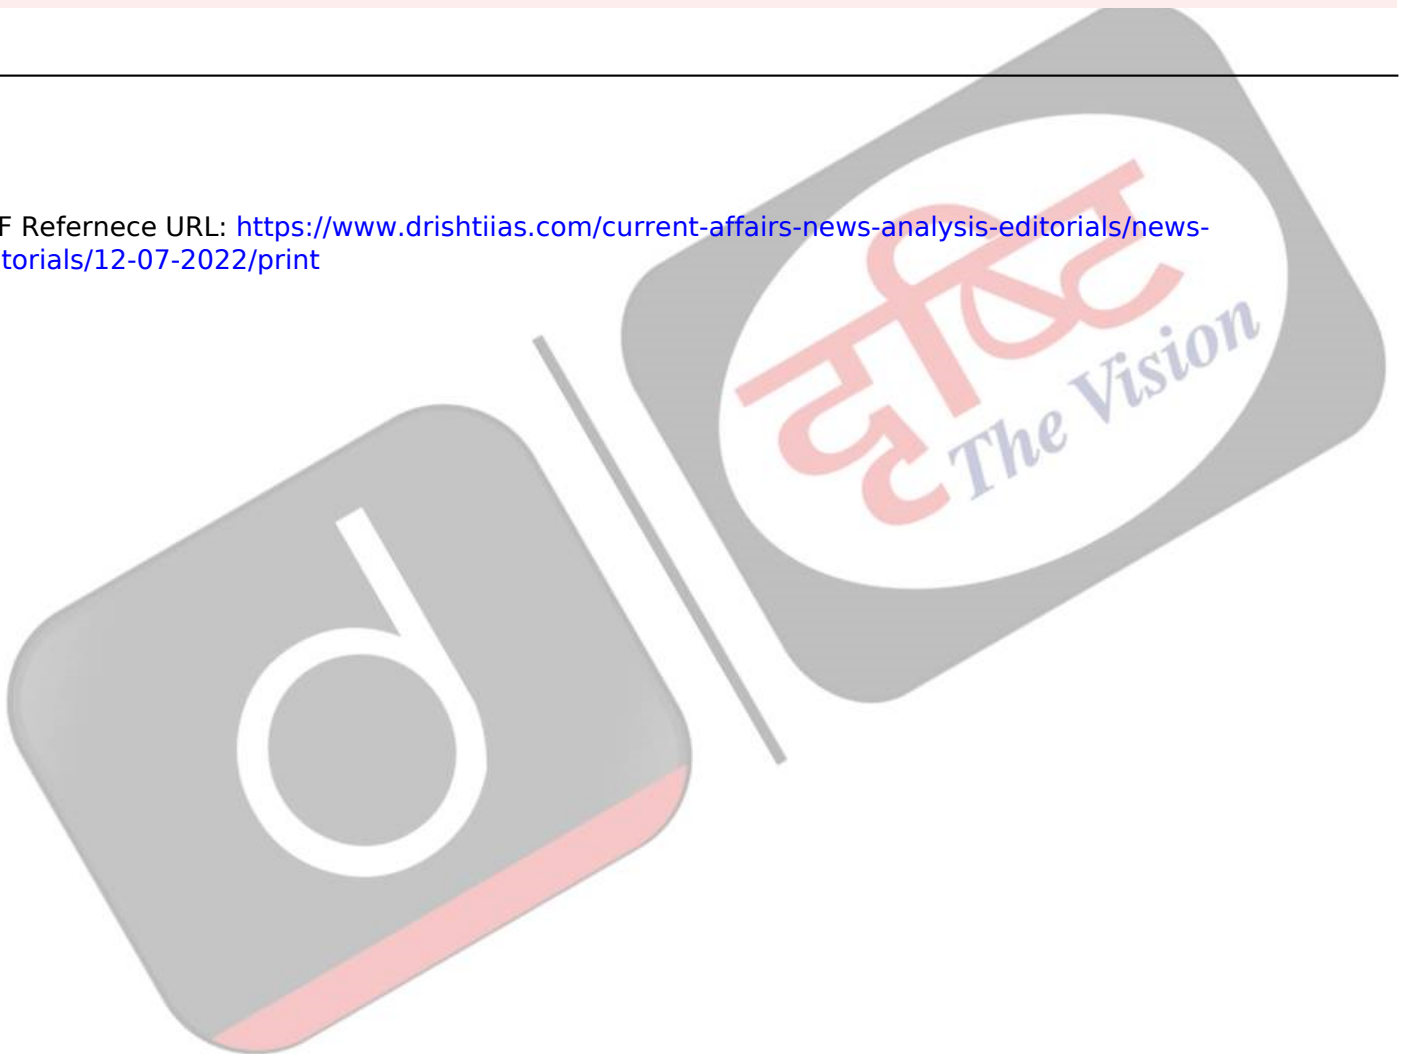 F Refernece URL: https://www.drishtiias.com/current-affairs-news-analysis-editorials/news-
torials/12-07-2022/print
दृष्टि
The Vision
d